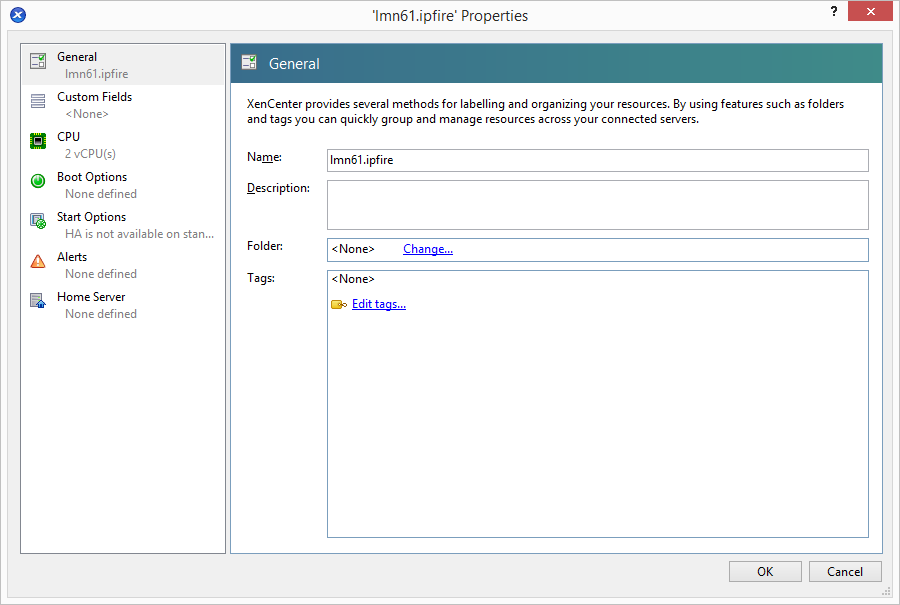 'lmn61.ipfire' Properties
?
General
lmn61.ipfire
Custom Fields
<None>
CPU
2 vCPU(s)
Boot Options
None defined
Start Options
HA is not available on stan...
Alerts
None defined
Home Server
None defined
General
XenCenter provides several methods for labelling and organizing your resources. By using features such as folders
and tags you can quickly group and manage resources across your connected servers.
Name:
lmn61.ipfire
Description:
Folder:
<None> Change...
Tags:
<None>
Edit tags...
OK
Cancel